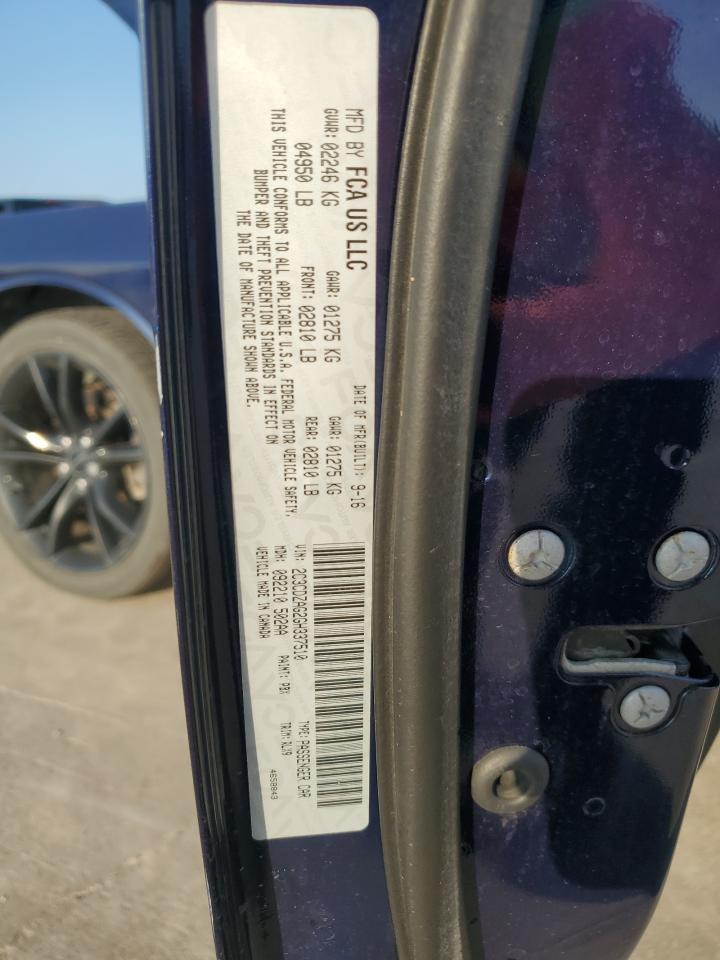 MFD BY FCA US LLC
DATE OF MFR(BUILT): 9-16
GVWR: 02246 KG GAWR: 01275 KG GAWR: 01275 KG
04950 LB FRONT: 02810 LB REAR: 02810 LB
THIS VEHICLE CONFORMS TO ALL APPLICABLE U.S.A. FEDERAL MOTOR VEHICLE SAFETY,
BUMPER AND THEFT PREVENTION STANDARDS IN EFFECT ON
THE DATE OF MANUFACTURE SHOWN ABOVE.
VIN: 2C3CDZAG2GH337510 TYPE: PASSENGER CAR
MDH: 092210 502AA PAINT: PBX TRIM: RLX9
VEHICLE MADE IN CANADA
4658843